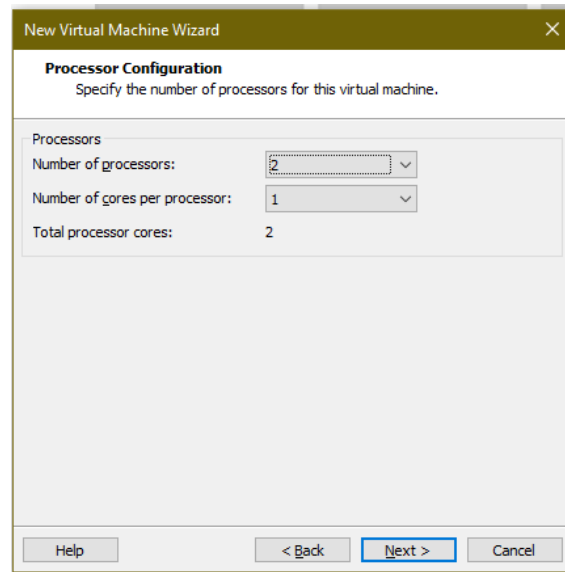 New Virtual Machine Wizard
Processor Configuration
Specify the number of processors for this virtual machine.
Processors
Number of processors: 2
Number of cores per processor: 1
Total processor cores: 2
Help < Back Next > Cancel